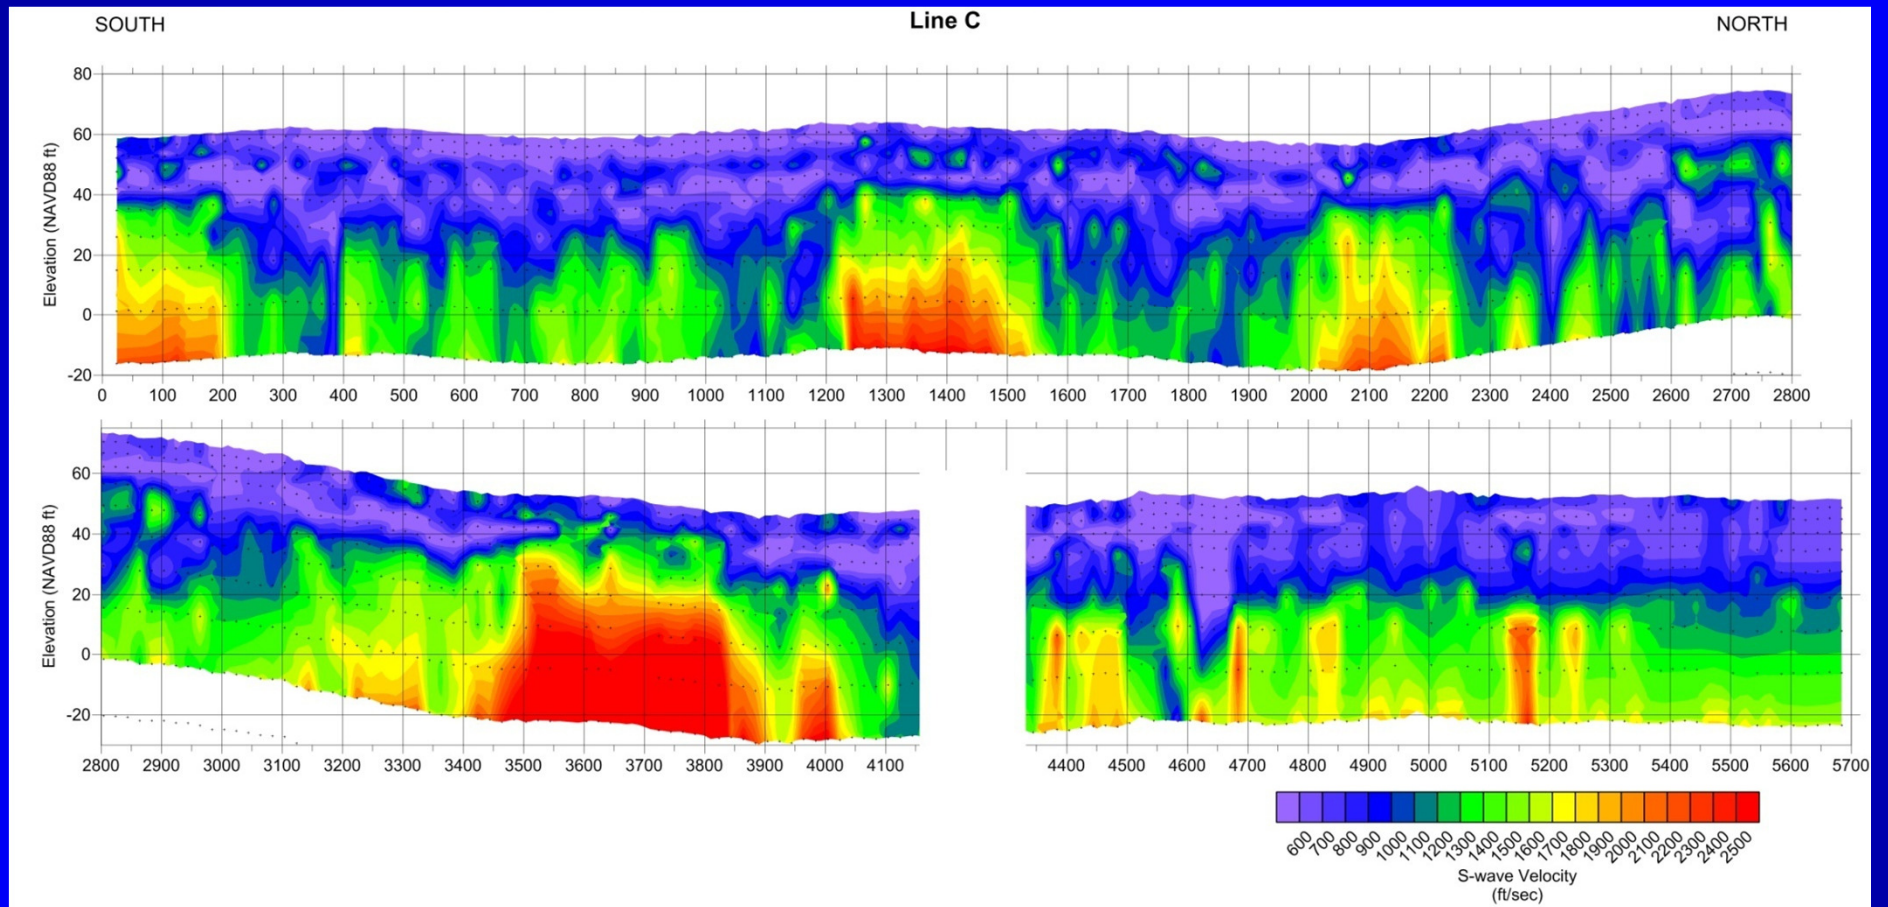 SOUTH Line C NORTH
Elevation (NAVD88 ft)
80
60
40
20
0
-20
0 100 200 300 400 500 600 700 800 900 1000 1100 1200 1300 1400 1500 1600 1700 1800 1900 2000 2100 2200 2300 2400 2500 2600 2700 2800
Elevation (NAVD88 ft)
60
40
20
0
-20
2800 2900 3000 3100 3200 3300 3400 3500 3600 3700 3800 3900 4000 4100 4400 4500 4600 4700 4800 4900 5000 5100 5200 5300 5400 5500 5600 5700
600 700 800 900 1000 1100 1200 1300 1400 1500 1600 1700 1800 1900 2000 2100 2200 2300 2400 2500
S-wave Velocity
(ft/sec)